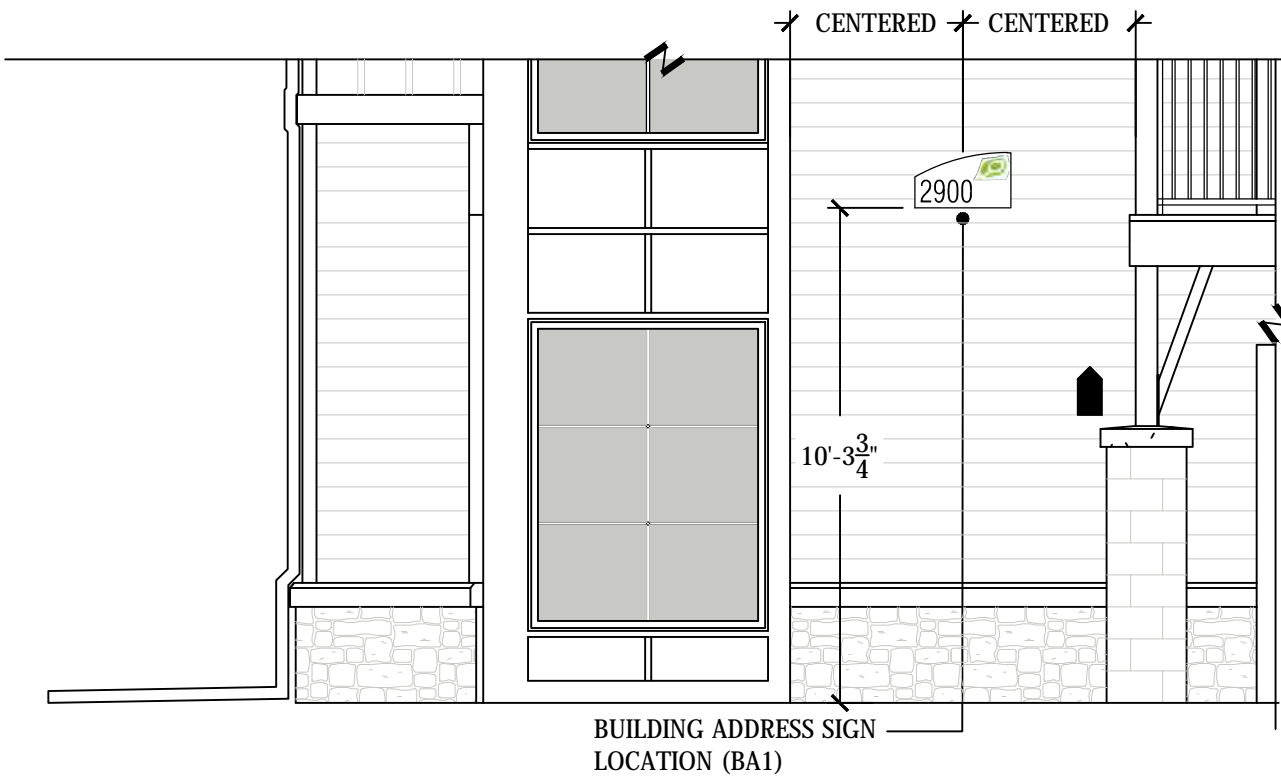 CENTERED CENTERED
2900
10'-3 3/4"
BUILDING ADDRESS SIGN
LOCATION (BA1)